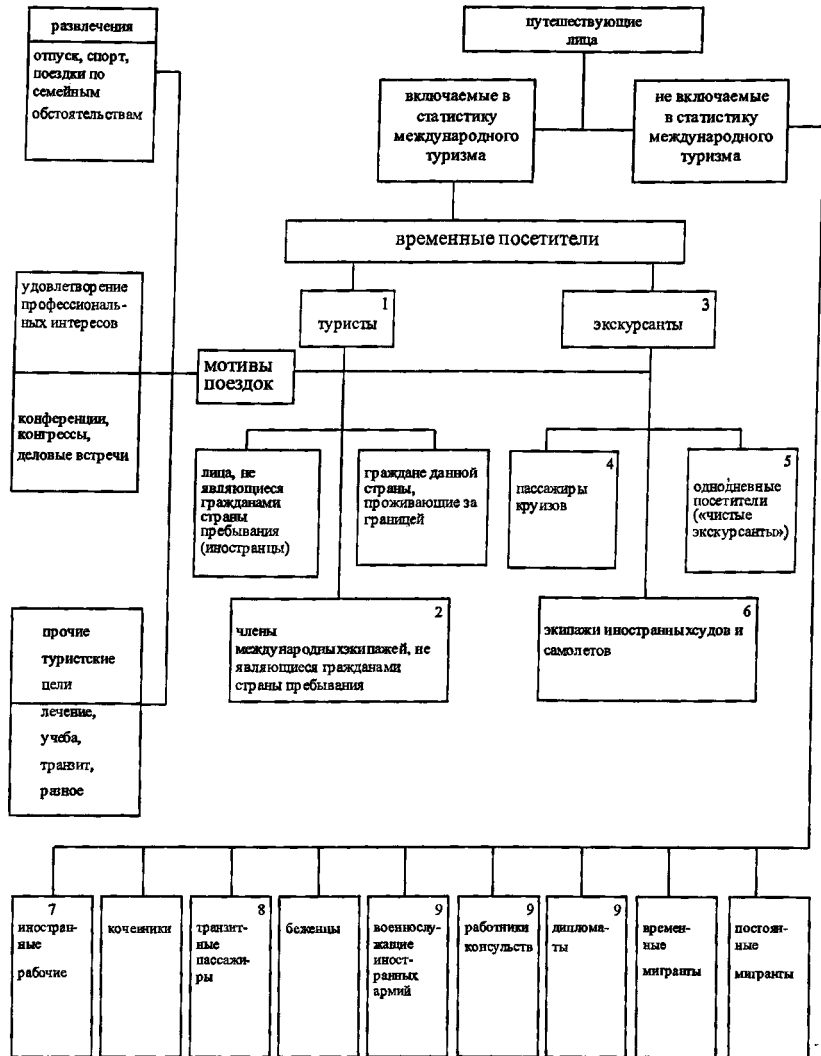 развлечения
отпуск, спорт,
поездки по
семейным
обстоятельствам
путешествующие
лица
включаемые в
статистику
международного
туризма
не включаемые
в статистику
международного
туризма
временные посетители
1
туристы
3
экскурсанты
удовлетворение
профессиональ-
ных интересов
конференции,
конгрессы,
деловые встречи
мотивы
поездок
лица, не
являющиеся
гражданами
страны
пребывания
(иностранцы)
граждане данной
страны,
проживающие за
границей
4
пассажиры
круизов
5
однодневные
посетители
(«чистые
экскурсанты»)
2
члены
международныхэкипажей, не
являющиеся гражданами
страны пребывания
6
экипажи иностранныхсудов и
самолетов
прочие
туристские
цели
лечение,
учеба,
транзит,
разное
7
иностран-
ные
рабочие
кочевники
8
транзит-
ные
пассажи-
ры
беженцы
9
военнослу-
жащие
иност-
ранных
армий
9
работники
консульств
9
диплома-
ты
времен-
ные
мигранты
постоян-
ные
мигранты